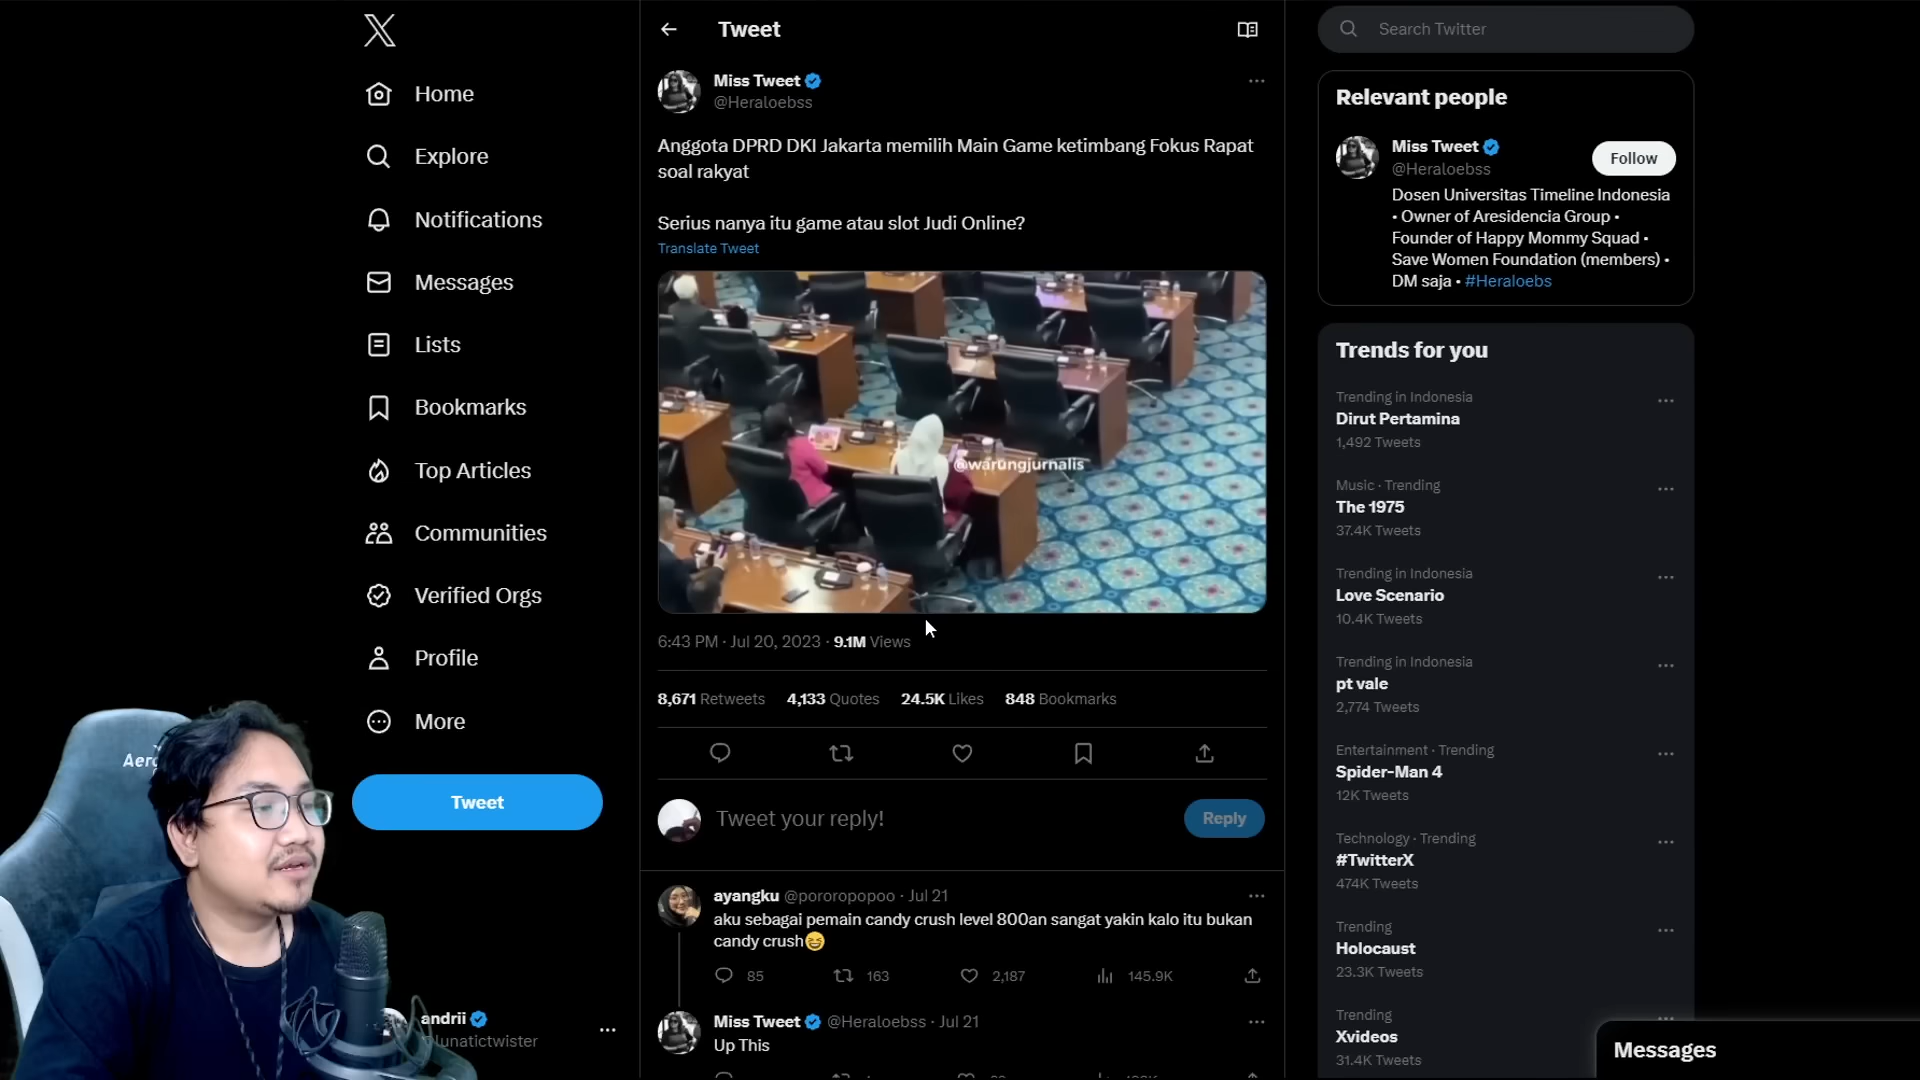 Home
Explore
Notifications
Messages
Lists
Bookmarks
Top Articles
Communities
Verified Orgs
Profile
More
Tweet
andrii
lunatictwister
Tweet
Miss Tweet
@Heraloebss
Anggota DPRD DKI Jakarta memilih Main Game ketimbang Fokus Rapat
soal rakyat
Serius nanya itu game atau slot Judi Online?
Translate Tweet
@warungjurnalis
6:43 PM · Jul 20, 2023 · 9.1M Views
8,671 Retweets 4,133 Quotes 24.5K Likes 848 Bookmarks
Tweet your reply!
Reply
ayangku @pororopopoo · Jul 21
aku sebagai pemain candy crush level 800an sangat yakin kalo itu bukan
candy crush😆
85 163 2,187 145.9K
Miss Tweet @Heraloebss · Jul 21
Up This
Search Twitter
Relevant people
Miss Tweet
@Heraloebss
Follow
Dosen Universitas Timeline Indonesia
• Owner of Aresidencia Group •
Founder of Happy Mommy Squad •
Save Women Foundation (members) •
DM saja • #Heraloebs
Trends for you
Trending in Indonesia
Dirut Pertamina
1,492 Tweets
Music · Trending
The 1975
37.4K Tweets
Trending in Indonesia
Love Scenario
10.4K Tweets
Trending in Indonesia
pt vale
2,774 Tweets
Entertainment · Trending
Spider-Man 4
12K Tweets
Technology · Trending
#TwitterX
474K Tweets
Trending
Holocaust
23.3K Tweets
Trending
Xvideos
31.4K Tweets
Messages